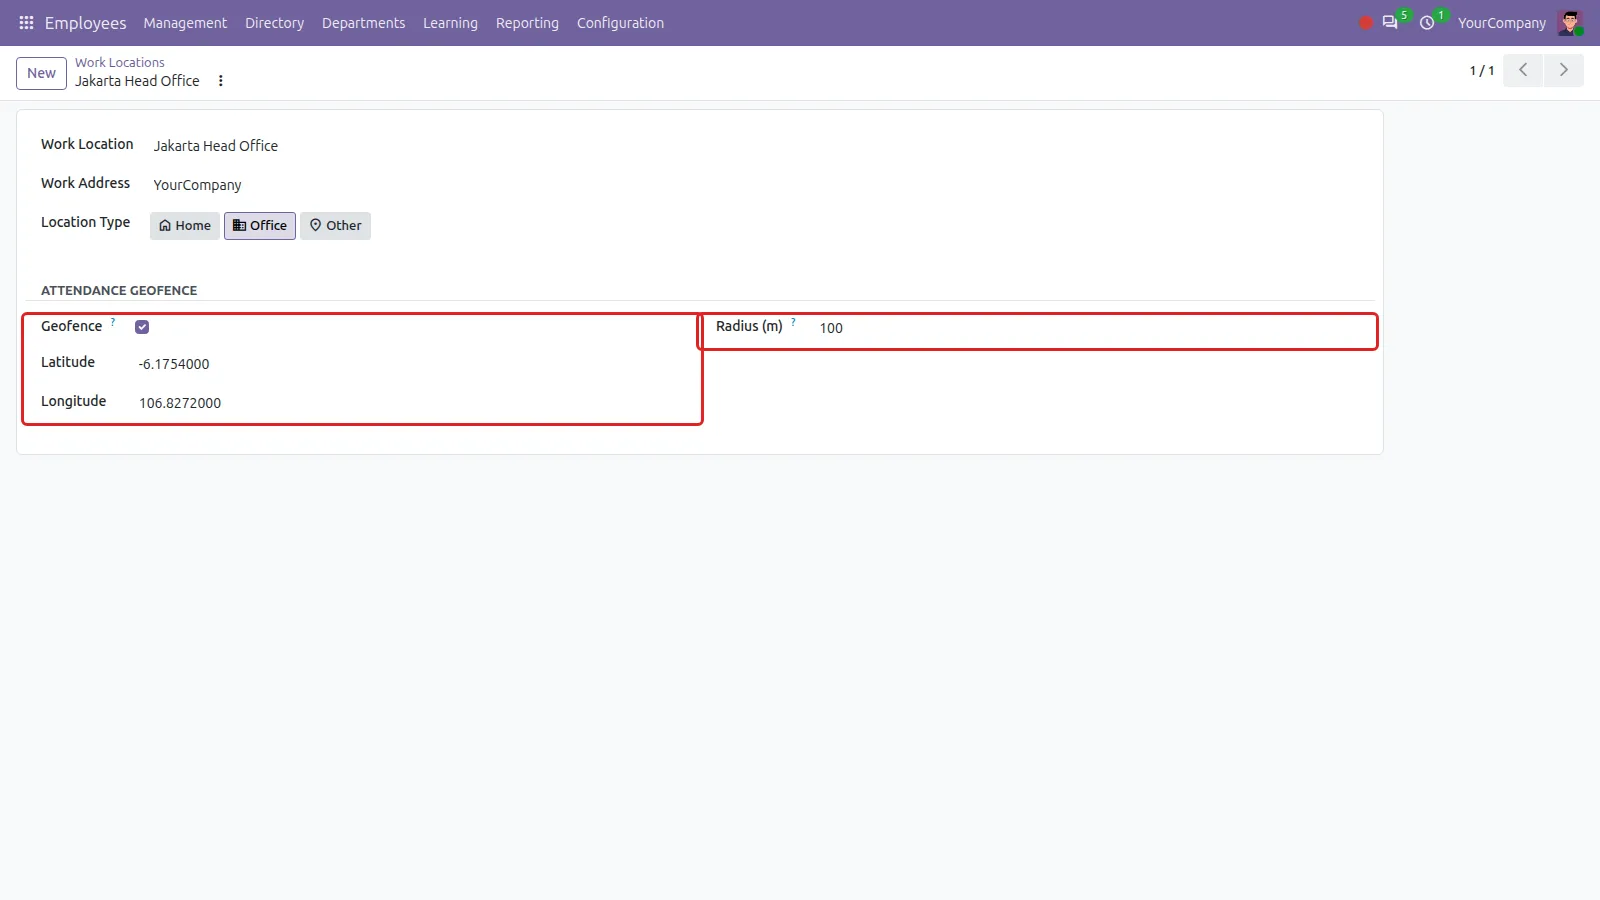 Employees Management Directory Departments Learning Reporting Configuration 5 1 YourCompany
New Work Locations
Jakarta Head Office
1 / 1
Work Location Jakarta Head Office
Work Address YourCompany
Location Type Home Office Other
ATTENDANCE GEOFENCE
Geofence ? Radius (m) ? 100
Latitude -6.1754000
Longitude 106.8272000